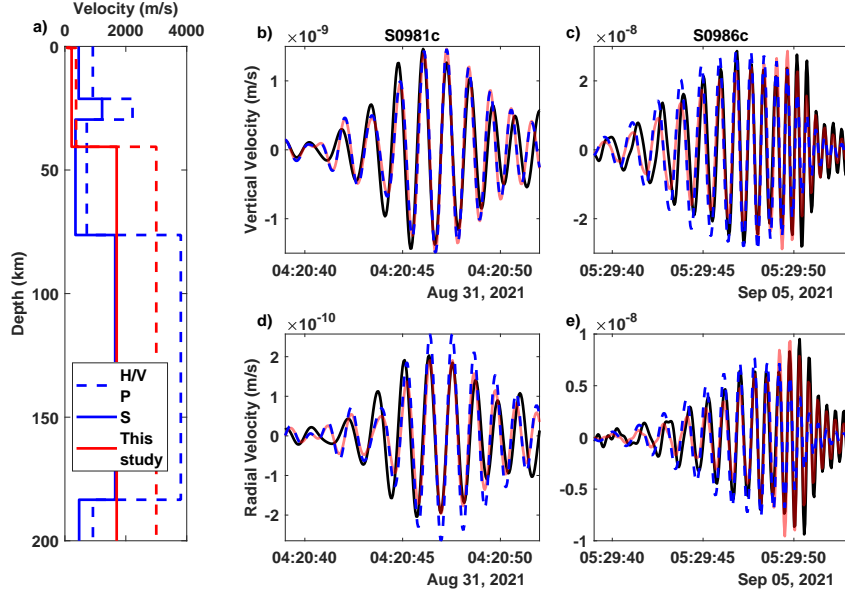 Velocity (m/s)
0 2000 4000
a)
0
50
100
150
200
Depth (km)
H/V
P
S
This
study
b)
S0981c
×10⁻⁹
1
0
-1
Vertical Velocity (m/s)
04:20:40 04:20:45 04:20:50
Aug 31, 2021
c)
S0986c
×10⁻⁸
2
0
-2
05:29:40 05:29:45 05:29:50
Sep 05, 2021
d)
×10⁻¹⁰
2
1
0
-1
-2
Radial Velocity (m/s)
04:20:40 04:20:45 04:20:50
Aug 31, 2021
e)
×10⁻⁸
1
0.5
0
-0.5
-1
05:29:40 05:29:45 05:29:50
Sep 05, 2021